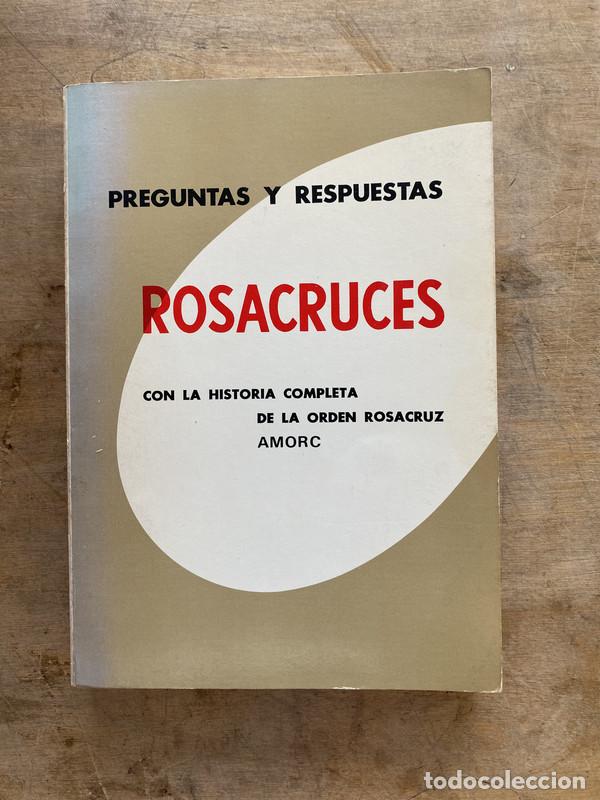 PREGUNTAS Y RESPUESTAS
ROSACRUCES
CON LA HISTORIA COMPLETA
DE LA ORDEN ROSACRUZ
AMORC
todocoleccion